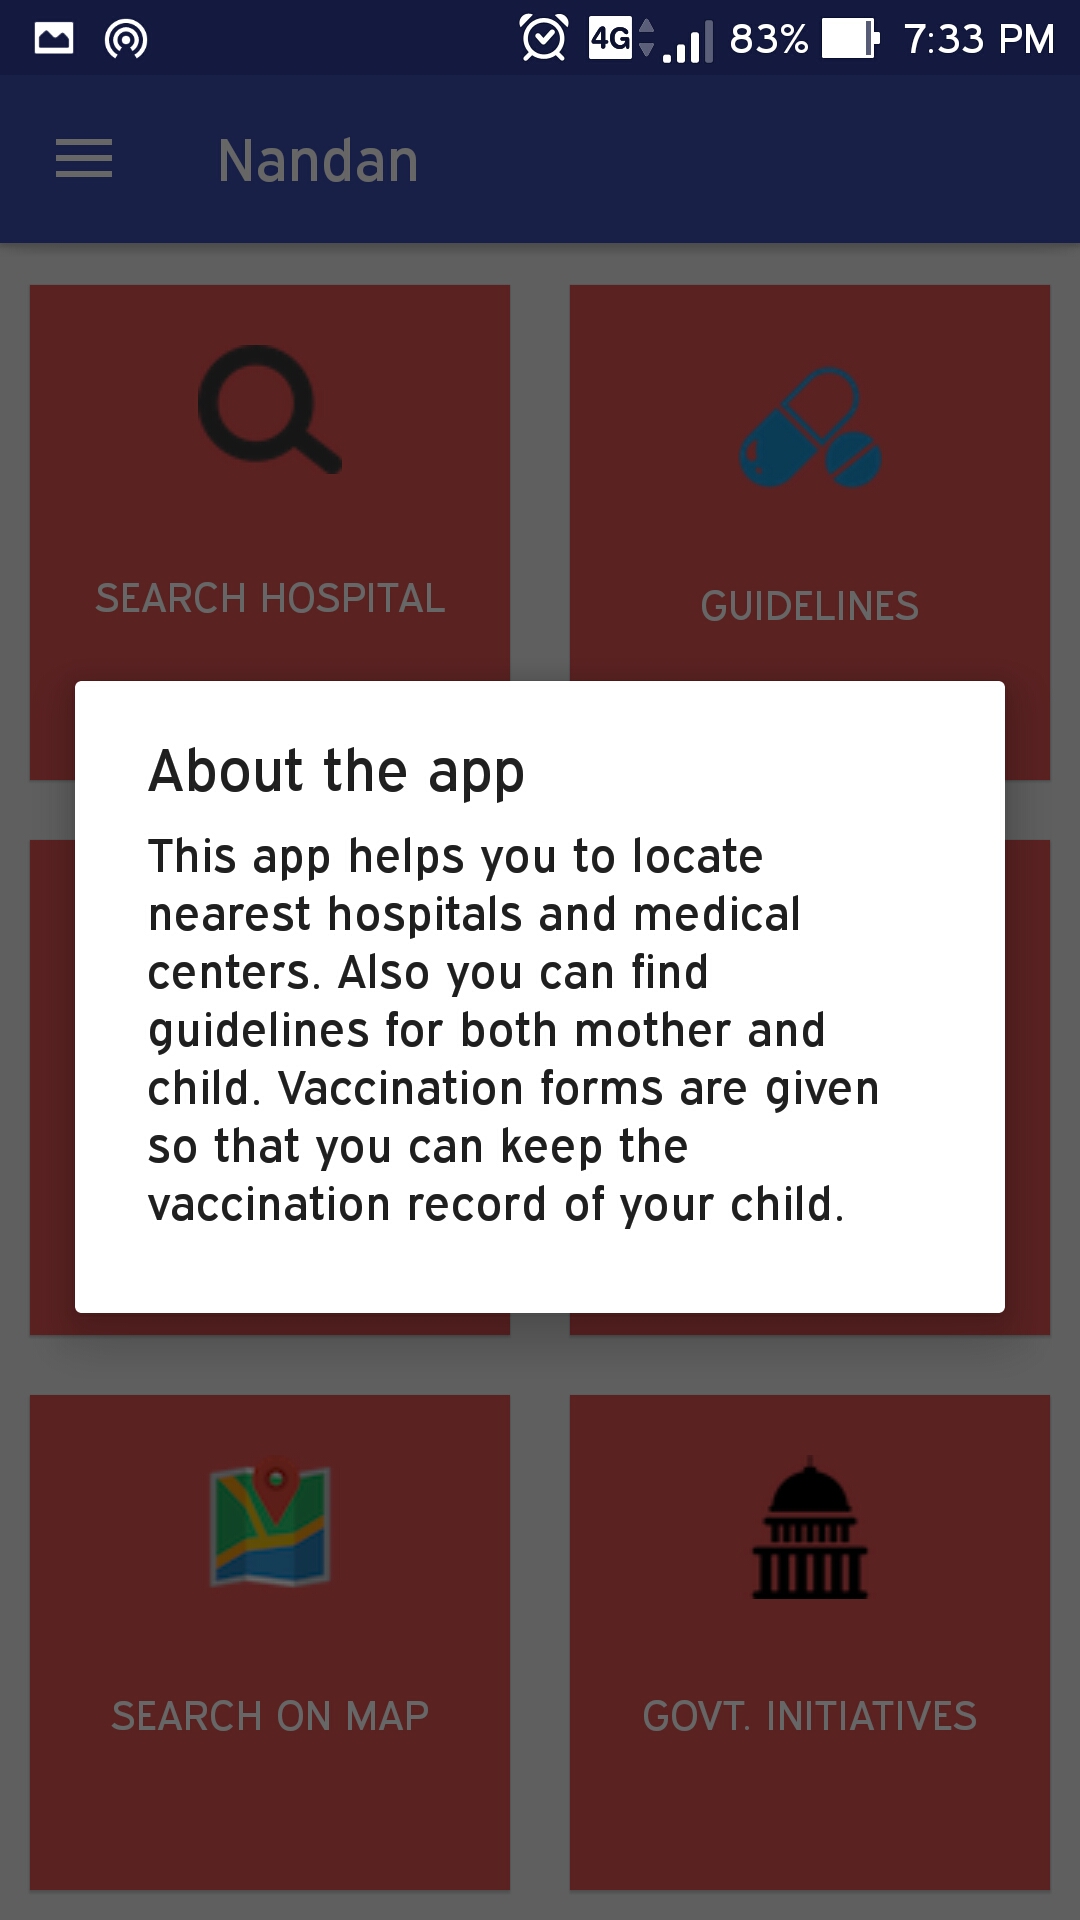 4G 83% 7:33 PM
Nandan
SEARCH HOSPITAL
GUIDELINES
About the app
This app helps you to locate
nearest hospitals and medical
centers. Also you can find
guidelines for both mother and
child. Vaccination forms are given
so that you can keep the
vaccination record of your child.
SEARCH ON MAP
GOVT. INITIATIVES